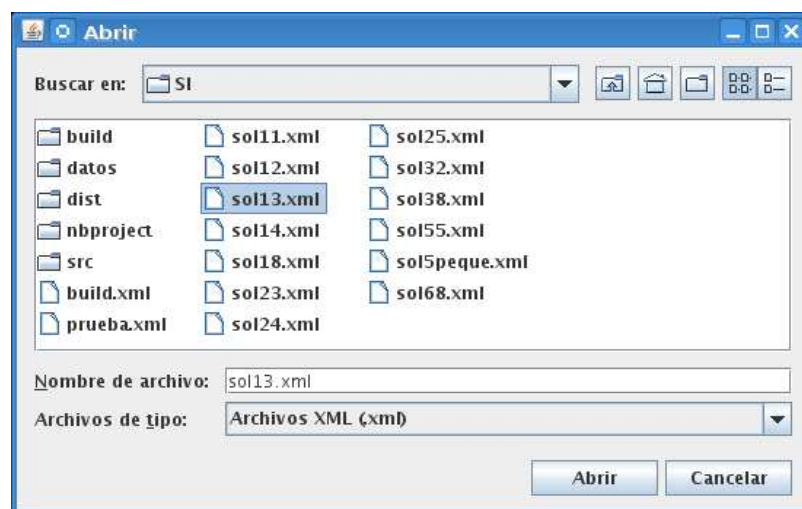 Abrir
Buscar en: SI
build sol11.xml sol25.xml
datos sol12.xml sol32.xml
dist sol13.xml sol38.xml
nbproject sol14.xml sol55.xml
src sol18.xml sol5peque.xml
build.xml sol23.xml sol68.xml
prueba.xml sol24.xml
Nombre de archivo: sol13.xml
Archivos de tipo: Archivos XML (.xml)
Abrir Cancelar